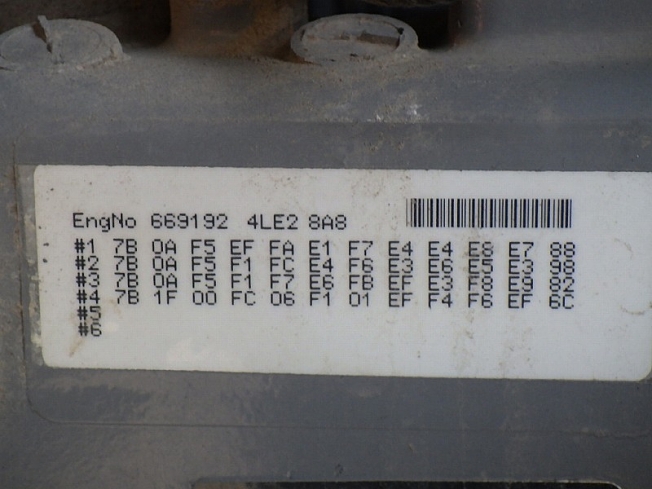 EngNo 669192 4LE2 8A8
#1 7B 0A F5 EF FA E1 F7 E4 E4 E8 E7 88
#2 7B 0A F5 F1 FC E4 F6 E3 E6 E5 E3 98
#3 7B 0A F5 F1 F7 E6 FB EF E3 F8 E9 82
#4 7B 1F 00 FC 06 F1 01 EF F4 F6 EF 6C
#5
#6